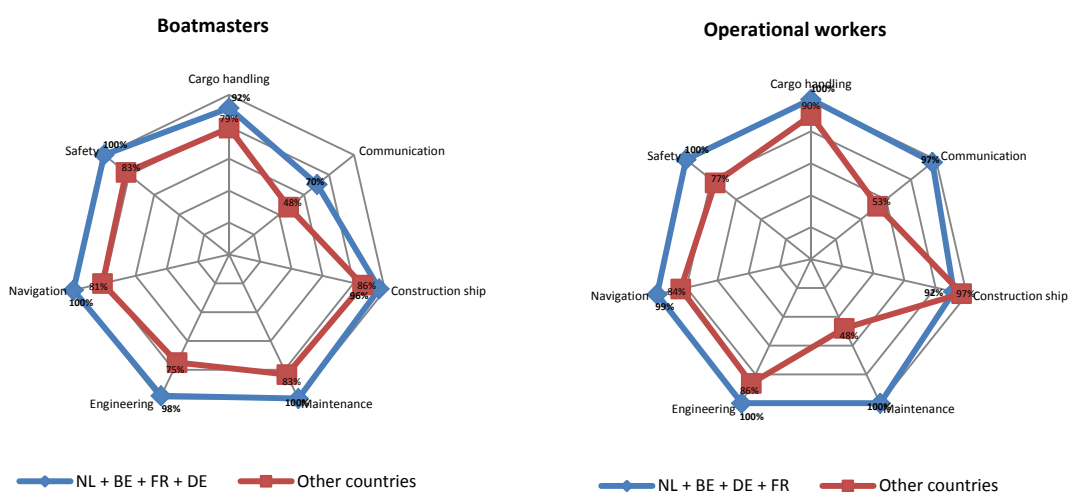 Boatmasters
Cargo handling
92%
79%
Safety
100%
83%
Communication
70%
48%
Navigation
81%
100%
86%
96%
Construction ship
75%
83%
Engineering
98%
100%
Maintenance
NL + BE + FR + DE
Other countries
Operational workers
Cargo handling
100%
90%
Safety
100%
77%
97%
Communication
53%
Navigation
84%
99%
92%
97%
Construction ship
48%
86%
Engineering
100%
100%
Maintenance
NL + BE + DE + FR
Other countries